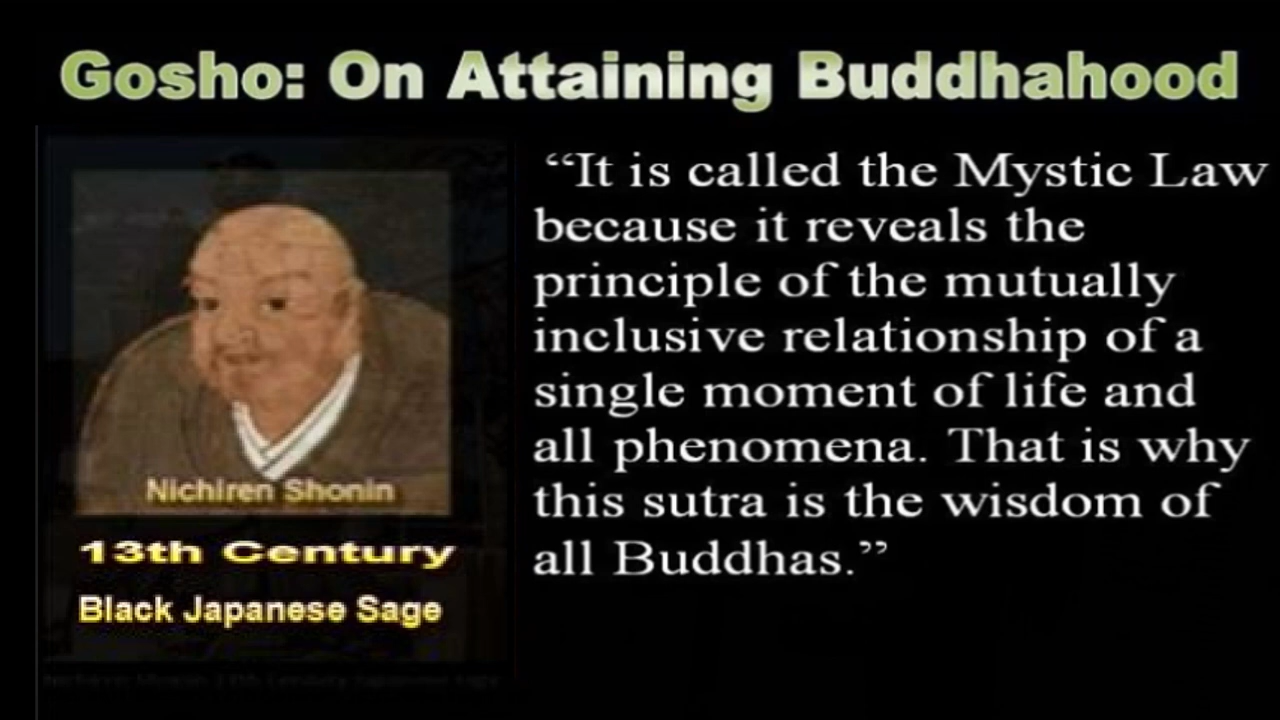 Gosho: On Attaining Buddhahood
“It is called the Mystic Law
because it reveals the
principle of the mutually
inclusive relationship of a
single moment of life and
all phenomena. That is why
this sutra is the wisdom of
all Buddhas.”
Nichiren Shonin
13th Century
Black Japanese Sage